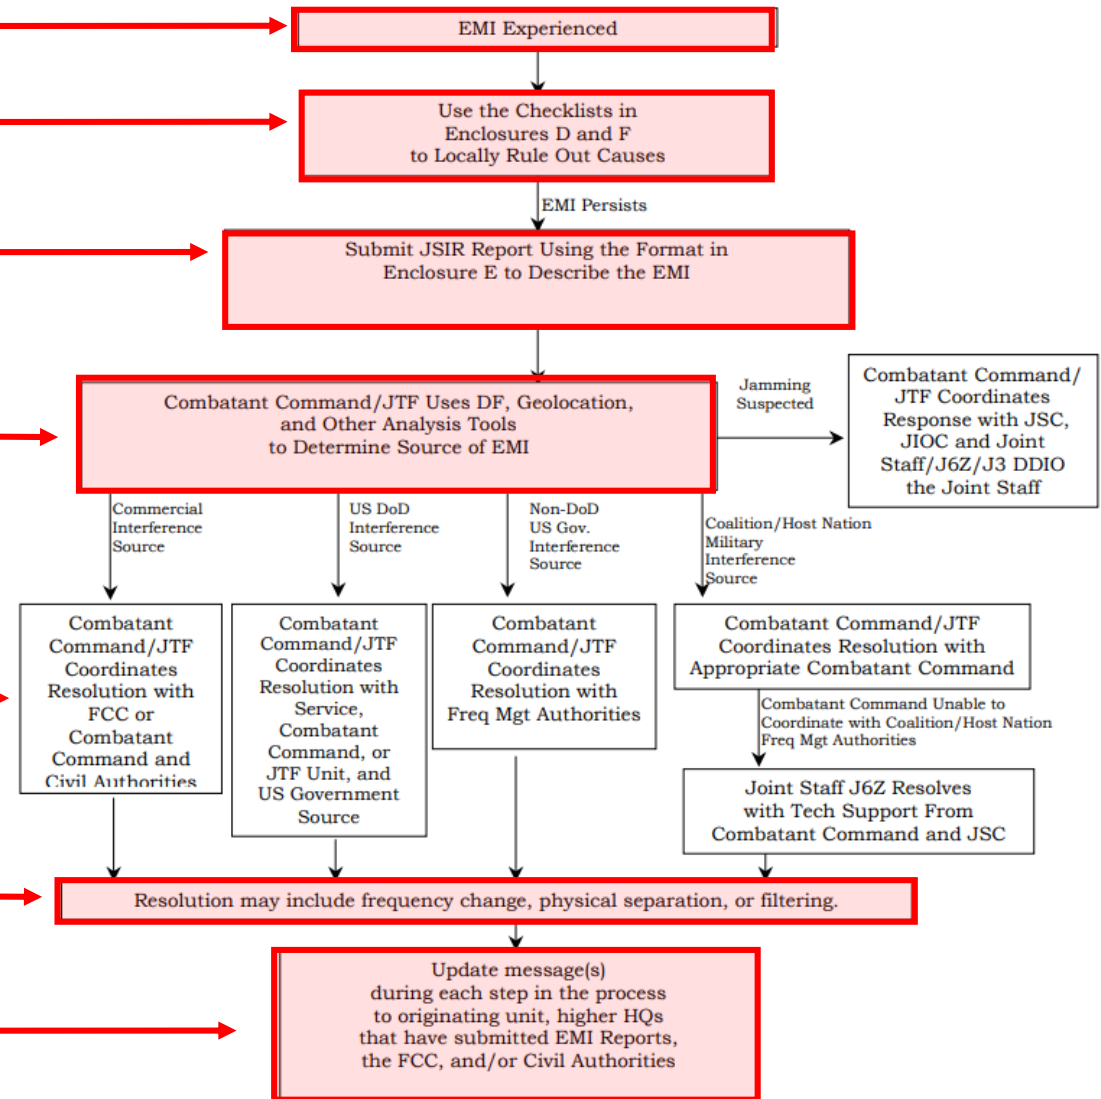 EMI Experienced
Use the Checklists in
Enclosures D and F
to Locally Rule Out Causes
EMI Persists
Submit JSIR Report Using the Format in
Enclosure E to Describe the EMI
Combatant Command/JTF Uses DF, Geolocation,
and Other Analysis Tools
to Determine Source of EMI
Jamming
Suspected
Combatant Command/
JTF Coordinates
Response with JSC,
JIOC and Joint
Staff/J6Z/J3 DDIO
the Joint Staff
Commercial
Interference
Source
US DoD
Interference
Source
Non-DoD
US Gov.
Interference
Source
Coalition/Host Nation
Military
Interference
Source
Combatant
Command/JTF
Coordinates
Resolution with
FCC or
Combatant
Command and
Civil Authorities
Combatant
Command/JTF
Coordinates
Resolution with
Service,
Combatant
Command, or
JTF Unit, and
US Government
Source
Combatant
Command/JTF
Coordinates
Resolution with
Freq Mgt Authorities
Combatant Command/JTF
Coordinates Resolution with
Appropriate Combatant Command
Combatant Command Unable to
Coordinate with Coalition/Host Nation
Freq Mgt Authorities
Joint Staff J6Z Resolves
with Tech Support From
Combatant Command and JSC
Resolution may include frequency change, physical separation, or filtering.
Update message(s)
during each step in the process
to originating unit, higher HQs
that have submitted EMI Reports,
the FCC, and/or Civil Authorities